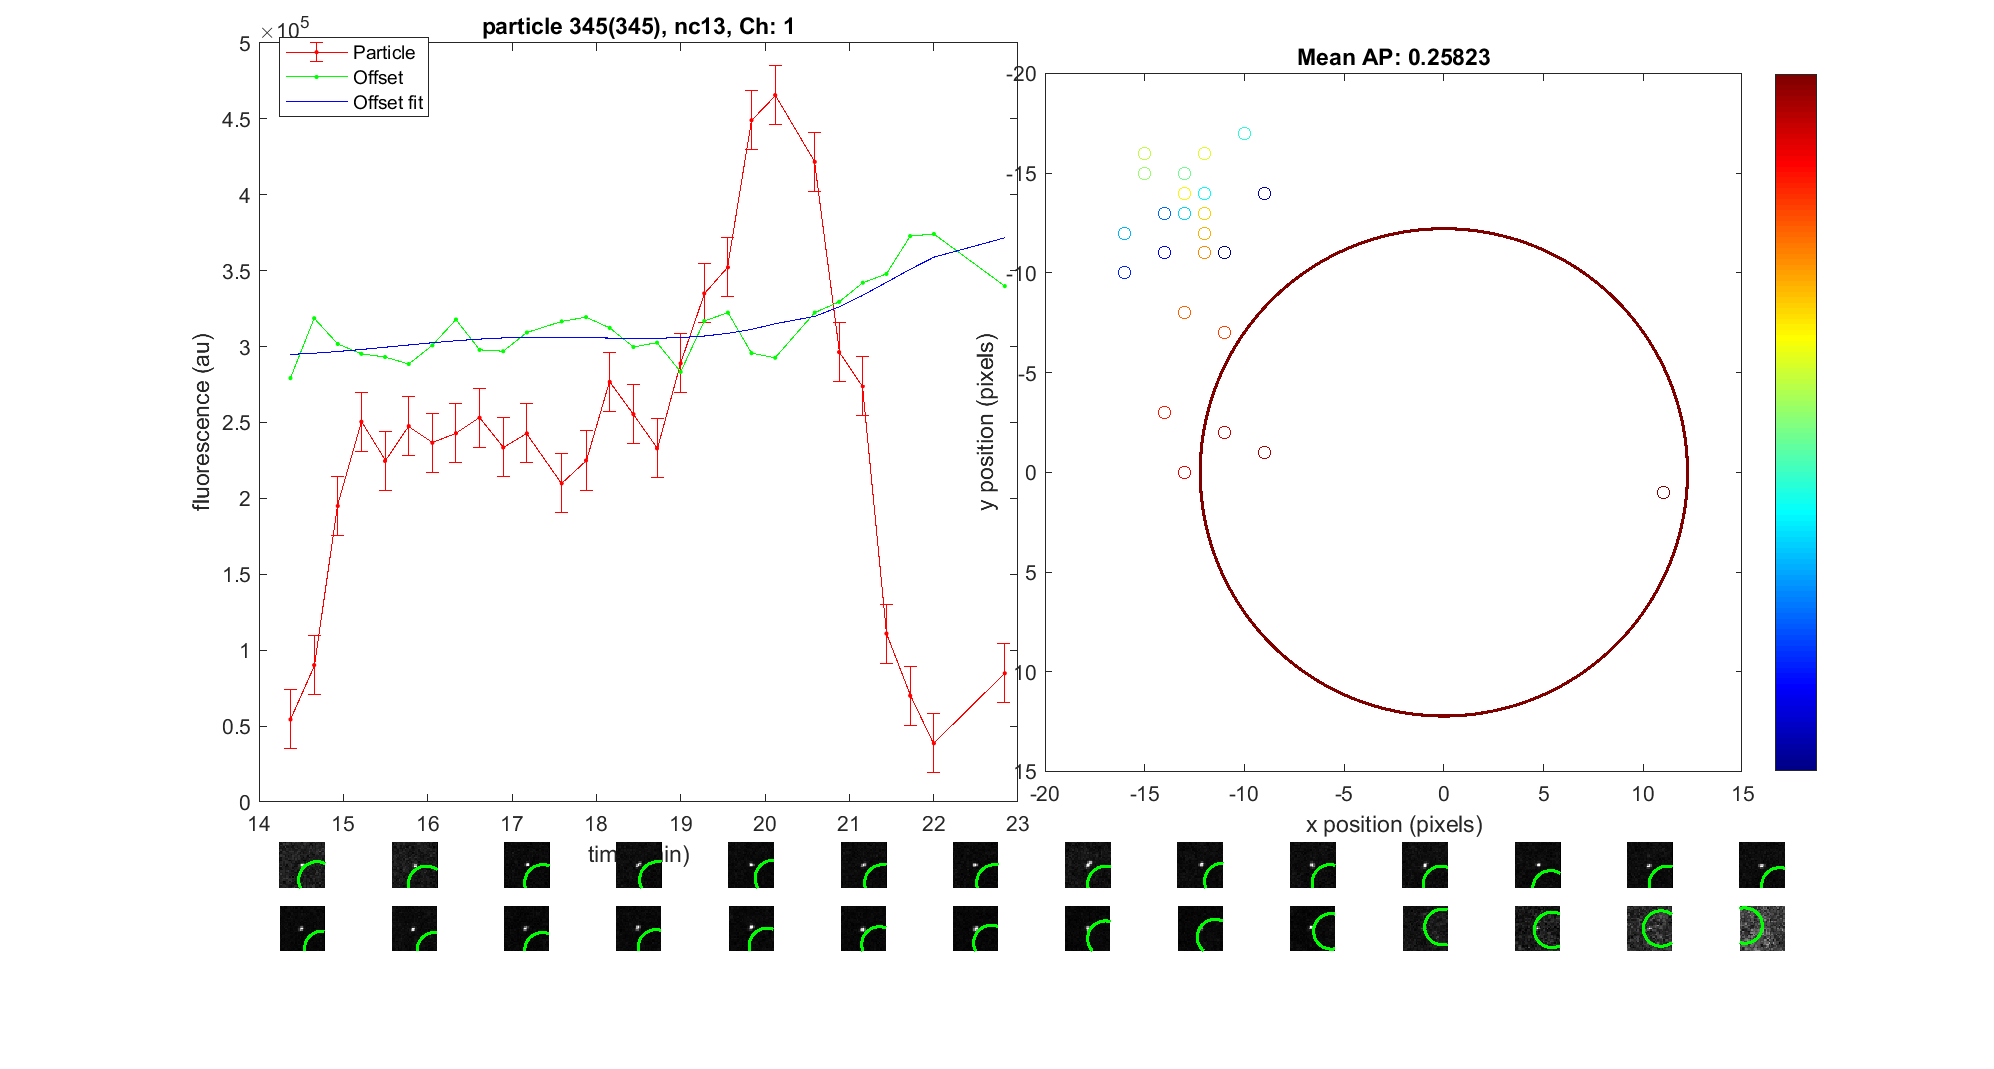 particle 345(345), nc13, Ch: 1
×10^5
Particle
Offset
Offset fit
5
4.5
4
3.5
3
2.5
2
1.5
1
0.5
0
fluorescence (au)
14 15 16 17 18 19 20 21 22 23
Mean AP: 0.25823
-20
-15
-10
-5
0
5
10
15
y position (pixels)
-20 -15 -10 -5 0 5 10 15
x position (pixels)